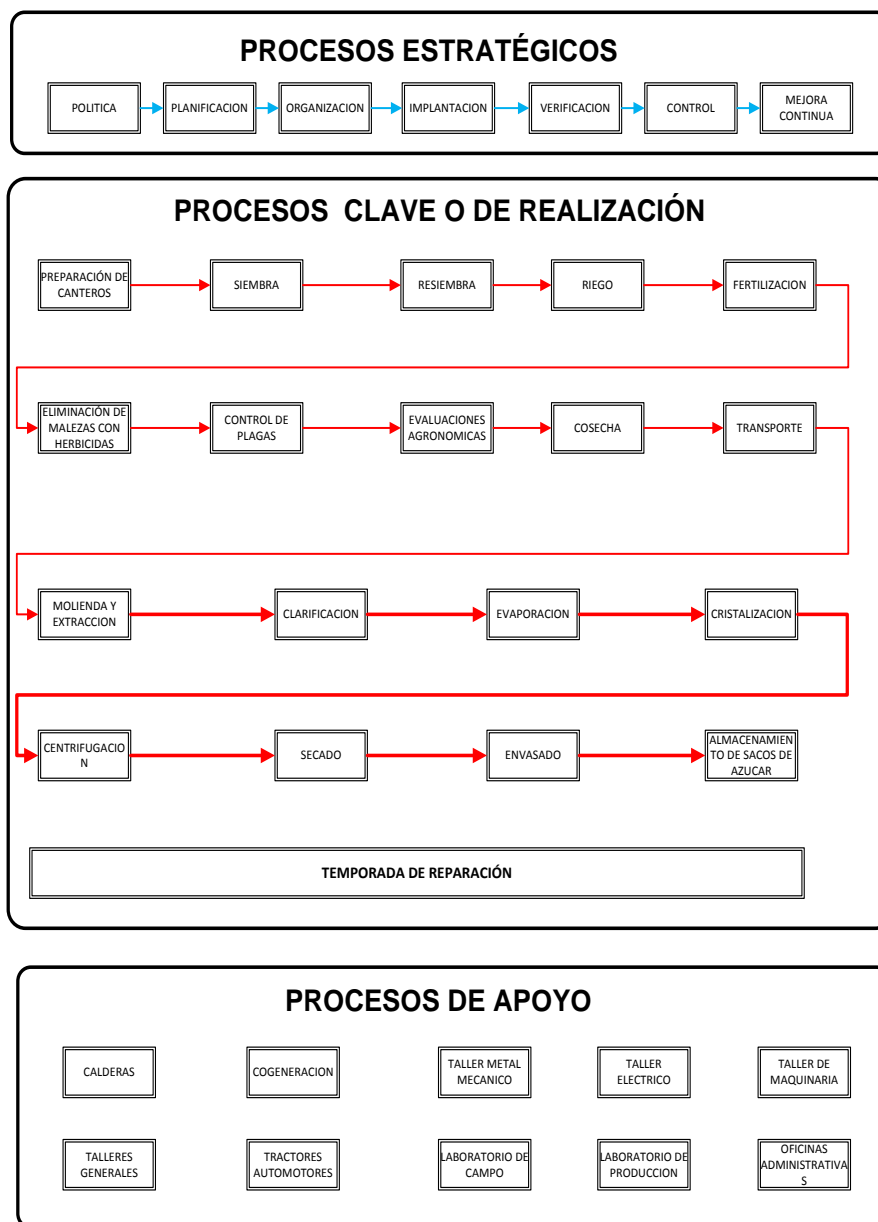 PROCESOS ESTRATÉGICOS
POLITICA
PLANIFICACION
ORGANIZACION
IMPLANTACION
VERIFICACION
CONTROL
MEJORA
CONTINUA
PROCESOS CLAVE O DE REALIZACIÓN
PREPARACIÓN DE
CANTEROS
SIEMBRA
RESIEMBRA
RIEGO
FERTILIZACION
ELIMINACIÓN DE
MALEZAS CON
HERBICIDAS
CONTROL DE
PLAGAS
EVALUACIONES
AGRONOMICAS
COSECHA
TRANSPORTE
MOLIENDA Y
EXTRACCION
CLARIFICACION
EVAPORACION
CRISTALIZACION
CENTRIFUGACIO
N
SECADO
ENVASADO
ALMACENAMIEN
TO DE SACOS DE
AZUCAR
TEMPORADA DE REPARACIÓN
PROCESOS DE APOYO
CALDERAS
COGENERACION
TALLER METAL
MECANICO
TALLER
ELECTRICO
TALLER DE
MAQUINARIA
TALLERES
GENERALES
TRACTORES
AUTOMOTORES
LABORATORIO DE
CAMPO
LABORATORIO DE
PRODUCCION
OFICINAS
ADMINISTRATIVA
S